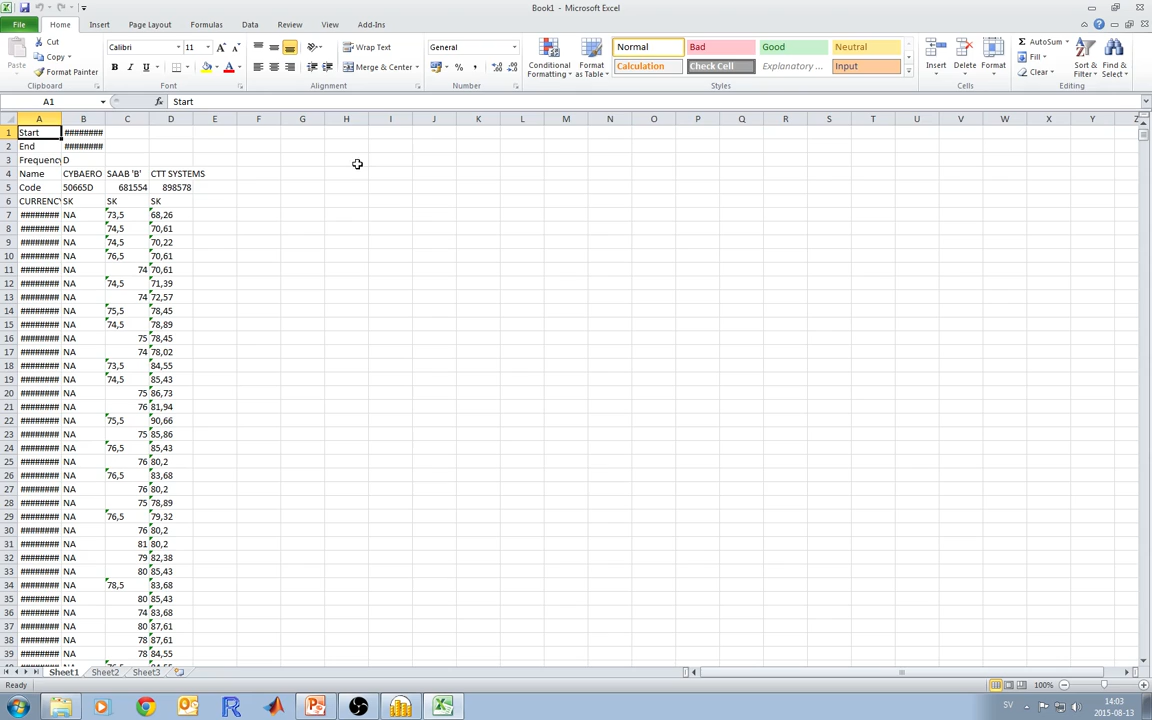 Book1 - Microsoft Excel
File Home Insert Page Layout Formulas Data Review View Add-Ins
Paste
Cut
Copy
Format Painter
Calibri 11
B I U
Wrap Text
Merge & Center
General
Conditional Formatting
Format as Table
Normal Bad Good Neutral
Calculation Check Cell Explanatory ... Input
Insert Delete Format
AutoSum
Fill
Clear
Sort & Filter
Find & Select
Clipboard Font Alignment Number Styles Cells Editing
A1 fx Start
A B C D E F G H I J K L M N O P Q R S T U V W X Y Z
1 Start ########
2 End ########
3 Frequency D
4 Name CYBAERO SAAB 'B' CTT SYSTEMS
5 Code 50665D 681554 898578
6 CURRENCY SK SK SK
7 ######## NA 73,5 68,26
8 ######## NA 74,5 70,61
9 ######## NA 74,5 70,22
10 ######## NA 76,5 70,61
11 ######## NA 74 70,61
12 ######## NA 74,5 71,39
13 ######## NA 74 72,57
14 ######## NA 75,5 78,45
15 ######## NA 74,5 78,89
16 ######## NA 75 78,45
17 ######## NA 74 78,02
18 ######## NA 73,5 84,55
19 ######## NA 74,5 85,43
20 ######## NA 75 86,73
21 ######## NA 76 81,94
22 ######## NA 75,5 90,66
23 ######## NA 75 85,86
24 ######## NA 76,5 85,43
25 ######## NA 76 80,2
26 ######## NA 76,5 83,68
27 ######## NA 76 80,2
28 ######## NA 75 78,89
29 ######## NA 76,5 79,32
30 ######## NA 76 80,2
31 ######## NA 81 80,2
32 ######## NA 79 82,38
33 ######## NA 80 85,43
34 ######## NA 78,5 83,68
35 ######## NA 80 85,43
36 ######## NA 74 83,68
37 ######## NA 80 87,61
38 ######## NA 78 87,61
39 ######## NA 78 84,55
Sheet1 Sheet2 Sheet3
Ready 100%
SV 14:03
2015-08-13